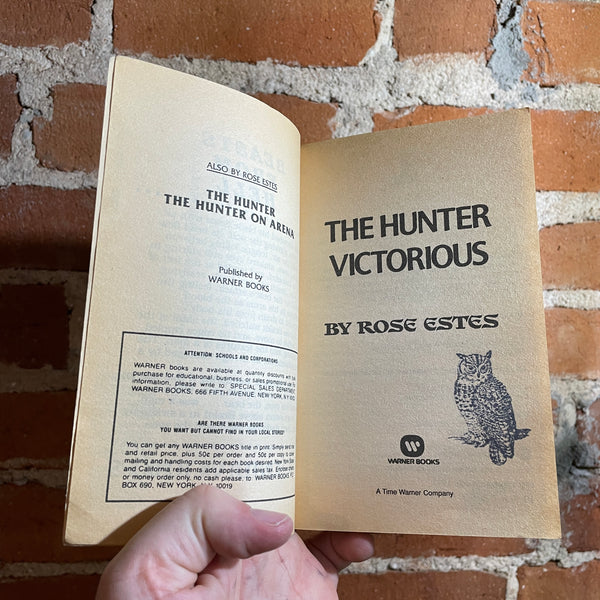 ALSO BY ROSE ESTES
THE HUNTER
THE HUNTER ON ARENA
Published by
WARNER BOOKS
ATTENTION: SCHOOLS AND CORPORATIONS
WARNER books are available at quantity discounts with bulk
purchase for educational, business, or sales promotional use. For
information, please write to: SPECIAL SALES DEPARTMENT,
WARNER BOOKS, 666 FIFTH AVENUE, NEW YORK, N.Y.
ARE THERE WARNER BOOKS
YOU WANT BUT CANNOT FIND IN YOUR LOCAL STORES?
You can get any WARNER BOOKS title in print. Simply send
and retail price, plus 50¢ per order and 50¢ per copy to cover
mailing and handling costs for each book desired. New York State
and California residents add applicable sales tax. Enclose check
or money order only, no cash please, to: WARNER BOOKS,
BOX 690, NEW YORK, N.Y. 10019
THE HUNTER
VICTORIOUS
BY ROSE ESTES
WARNER BOOKS
A Time Warner Company